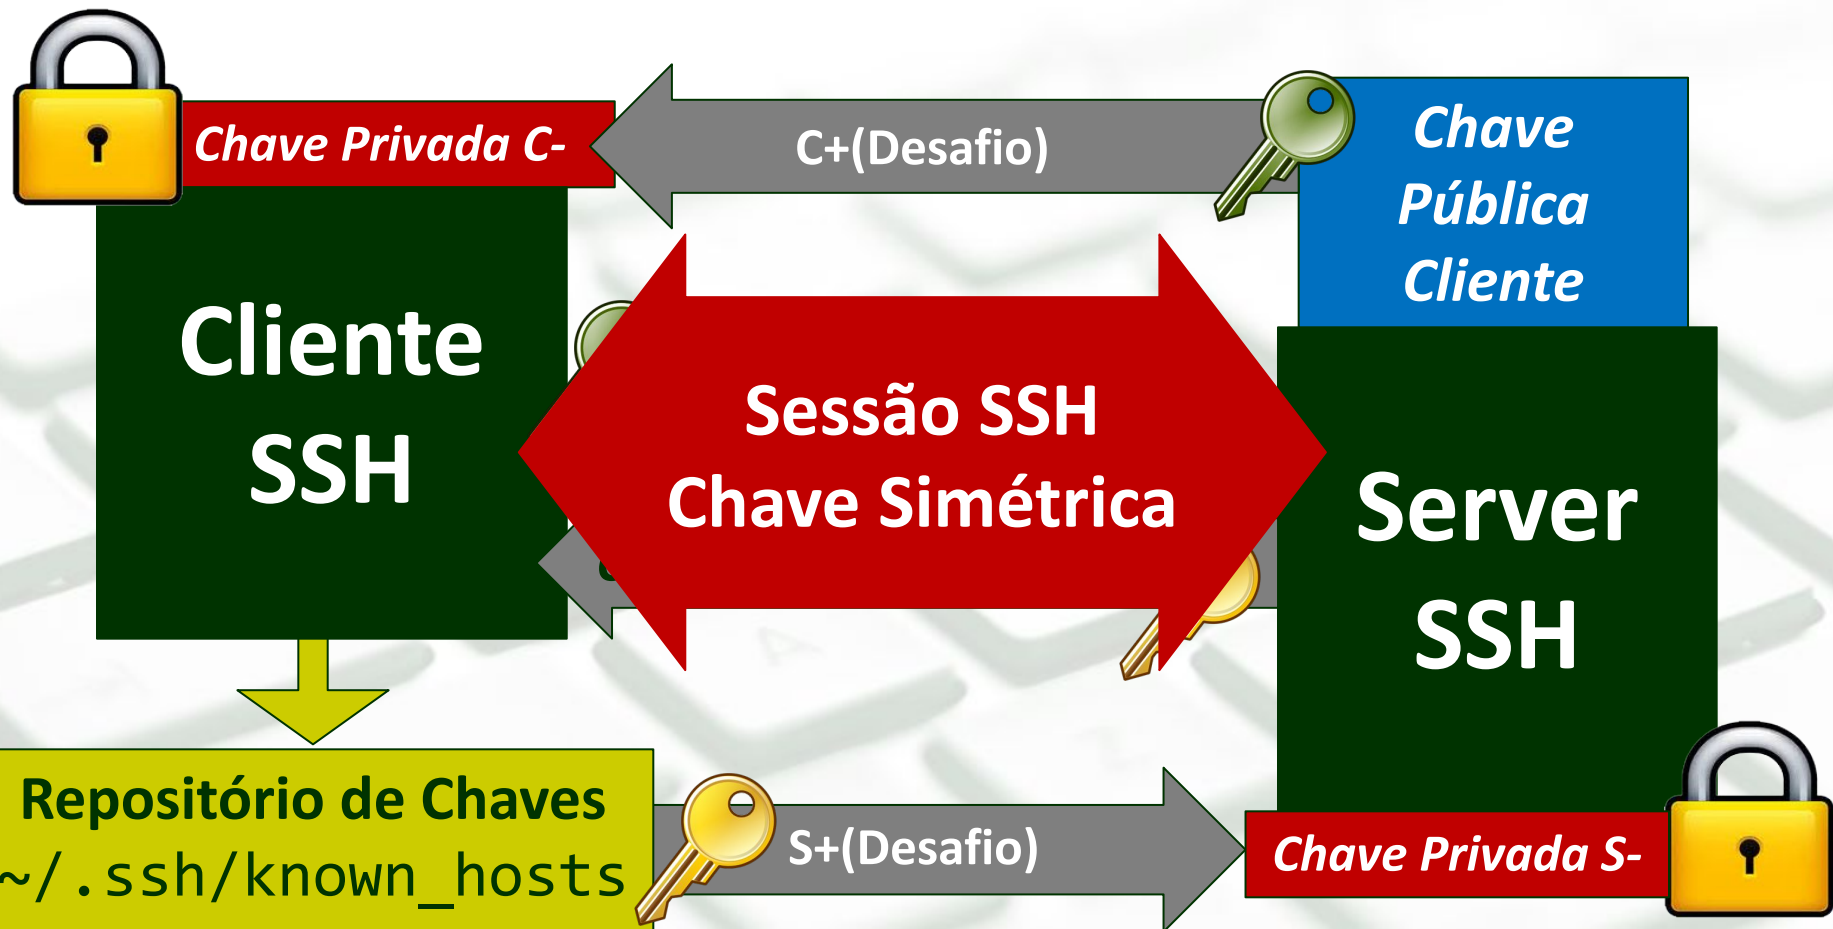 Chave Privada C-
C+(Desafio)
Chave
Pública
Cliente
Cliente
SSH
Sessão SSH
Chave Simétrica
Server
SSH
Repositório de Chaves
~/.ssh/known_hosts
S+(Desafio)
Chave Privada S-